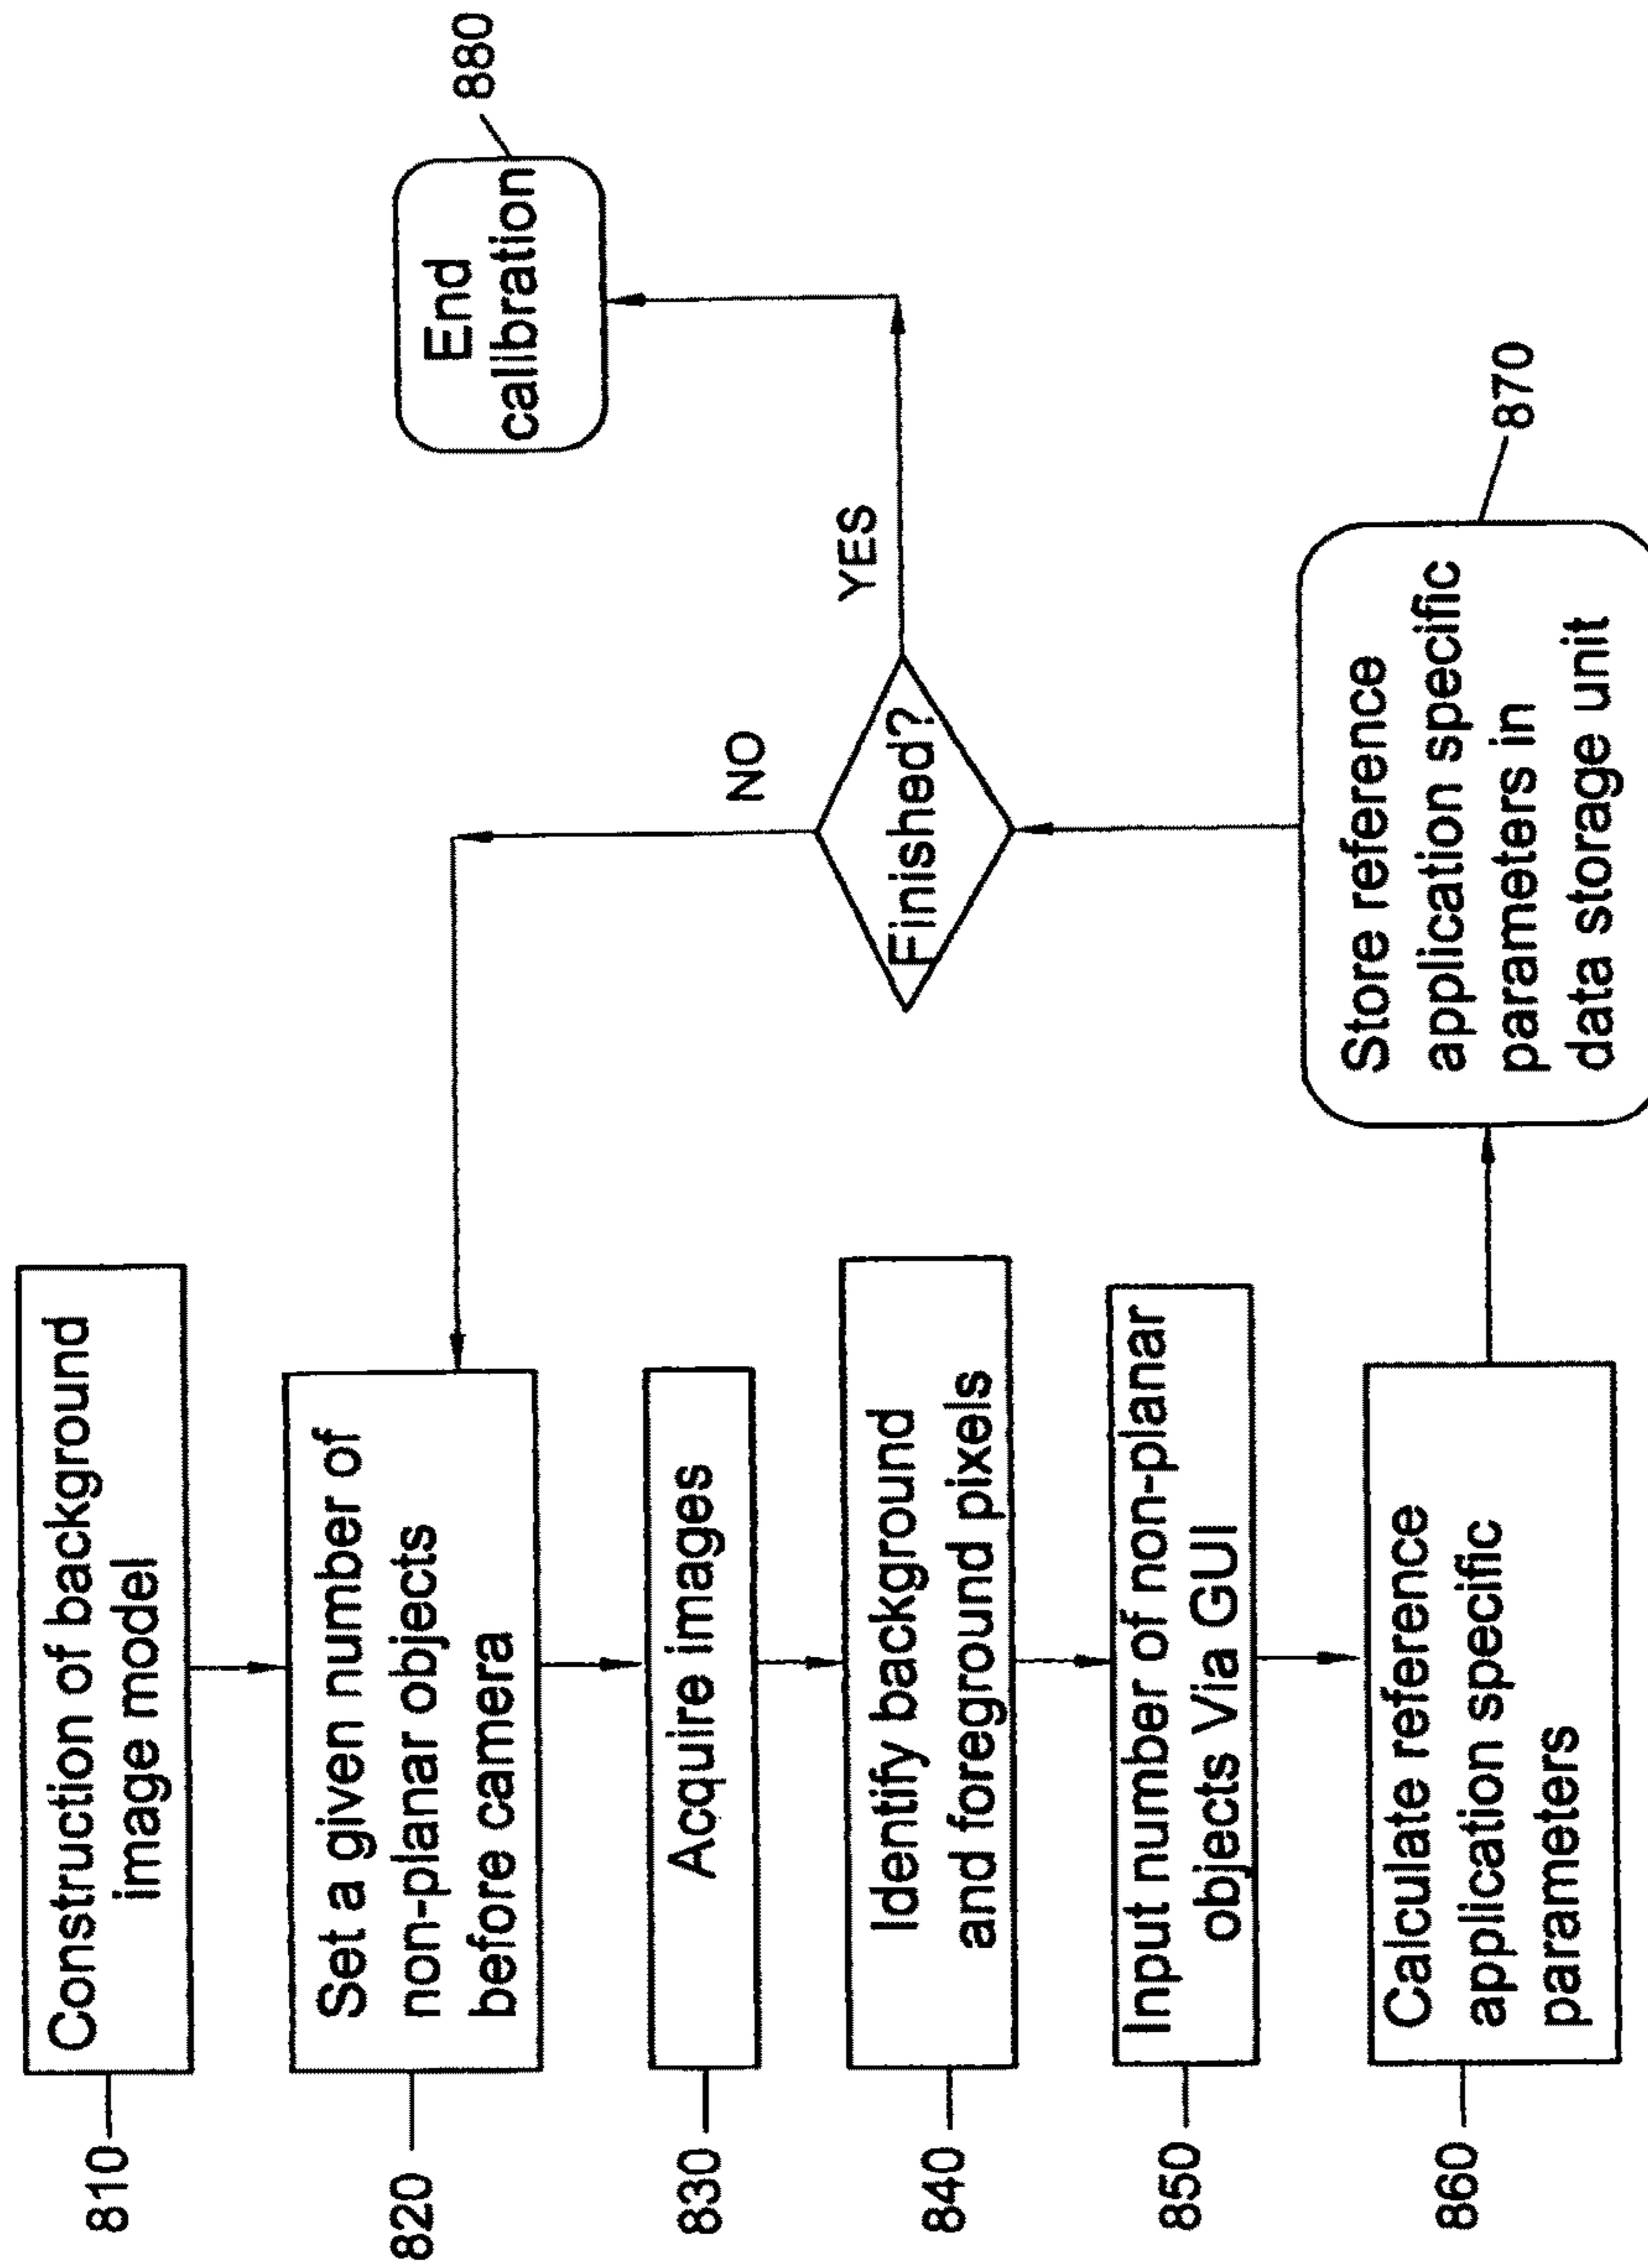 810
Construction of background
image model
820
Set a given number of
non-planar objects
before camera
830
Acquire images
840
Identify background
and foreground pixels
850
Input number of non-planar
objects Via GUI
860
Calculate reference
application specific
parameters
Store reference
application specific
parameters in
data storage unit
870
Finished?
NO
YES
End
calibration
880